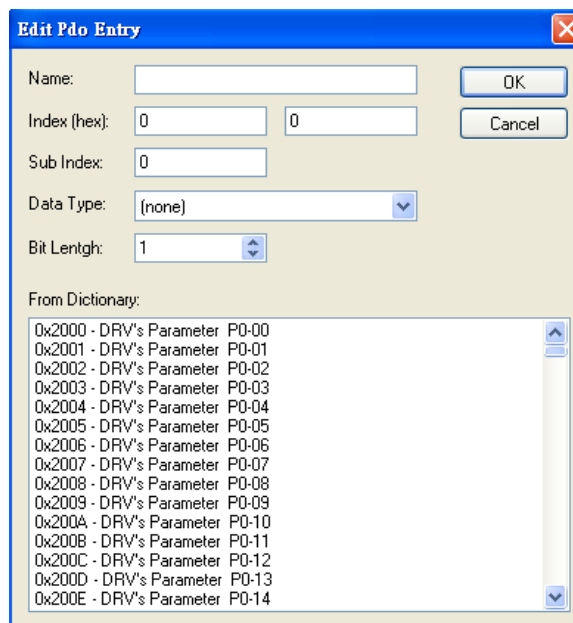 Edit Pdo Entry
Name:
OK
Index (hex): 0 0
Cancel
Sub Index: 0
Data Type: (none)
Bit Lentgh: 1
From Dictionary:
0x2000 - DRV's Parameter P0-00
0x2001 - DRV's Parameter P0-01
0x2002 - DRV's Parameter P0-02
0x2003 - DRV's Parameter P0-03
0x2004 - DRV's Parameter P0-04
0x2005 - DRV's Parameter P0-05
0x2006 - DRV's Parameter P0-06
0x2007 - DRV's Parameter P0-07
0x2008 - DRV's Parameter P0-08
0x2009 - DRV's Parameter P0-09
0x200A - DRV's Parameter P0-10
0x200B - DRV's Parameter P0-11
0x200C - DRV's Parameter P0-12
0x200D - DRV's Parameter P0-13
0x200E - DRV's Parameter P0-14